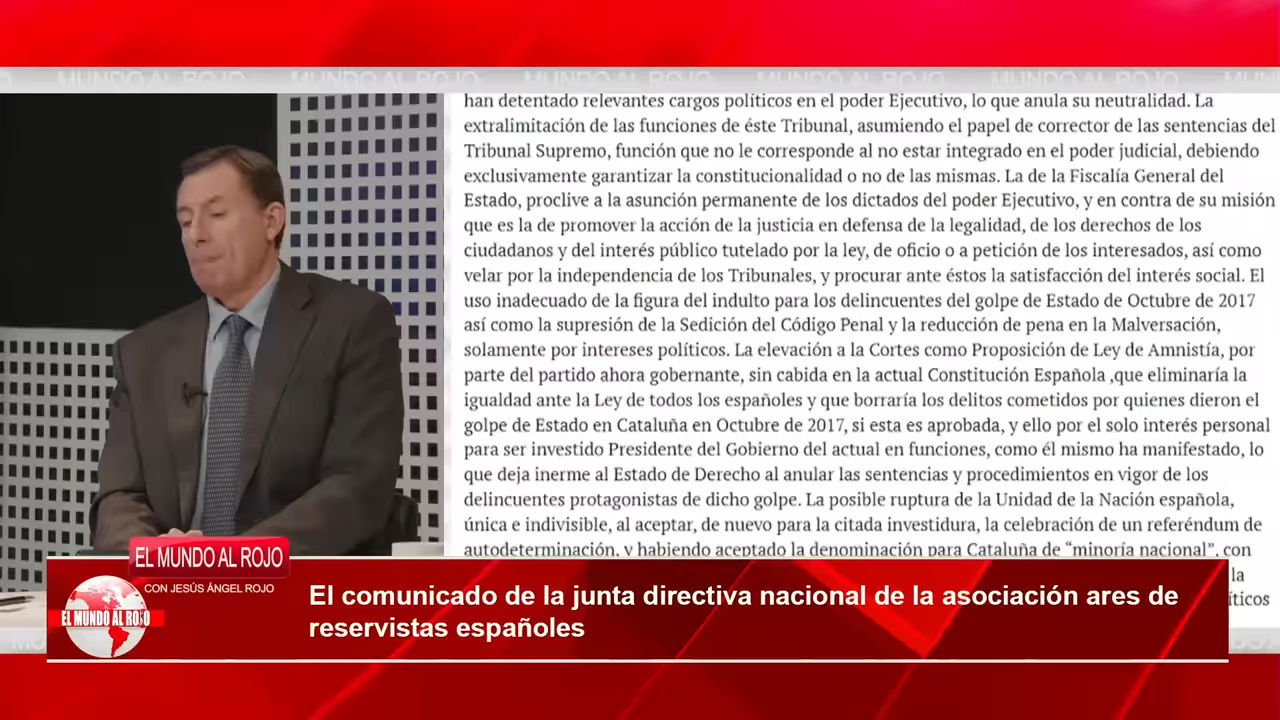 MUNDO AL ROJO MUNDO AL ROJO MUNDO AL ROJO MUNDO AL ROJO MUNDO AL ROJO
han detentado relevantes cargos políticos en el poder Ejecutivo, lo que anula su neutralidad. La
extralimitación de las funciones de éste Tribunal, asumiendo el papel de corrector de las sentencias del
Tribunal Supremo, función que no le corresponde al no estar integrado en el poder judicial, debiendo
exclusivamente garantizar la constitucionalidad o no de las mismas. La de la Fiscalía General del
Estado, proclive a la asunción permanente de los dictados del poder Ejecutivo, y en contra de su misión
que es la de promover la acción de la justicia en defensa de la legalidad, de los derechos de los
ciudadanos y del interés público tutelado por la ley, de oficio o a petición de los interesados, así como
velar por la independencia de los Tribunales, y procurar ante éstos la satisfacción del interés social. El
uso inadecuado de la figura del indulto para los delincuentes del golpe de Estado de Octubre de 2017
así como la supresión de la Sedición del Código Penal y la reducción de pena en la Malversación,
solamente por intereses políticos. La elevación a la Cortes como Proposición de Ley de Amnistía, por
parte del partido ahora gobernante, sin cabida en la actual Constitución Española ,que eliminaría la
igualdad ante la Ley de todos los españoles y que borraría los delitos cometidos por quienes dieron el
golpe de Estado en Cataluña en Octubre de 2017, si esta es aprobada, y ello por el solo interés personal
para ser investido Presidente del Gobierno del actual en funciones, como él mismo ha manifestado, lo
que deja inerme al Estado de Derecho al anular las sentencias y procedimientos en vigor de los
delincuentes protagonistas de dicho golpe. La posible ruptura de la Unidad de la Nación española,
única e indivisible, al aceptar, de nuevo para la citada investidura, la celebración de un referéndum de
autodeterminación, y habiendo aceptado la denominación para Cataluña de “minoría nacional”, con
la
EL MUNDO AL ROJO
CON JESÚS ÁNGEL ROJO
EL MUNDO AL ROJO
El comunicado de la junta directiva nacional de la asociación ares de
reservistas españoles